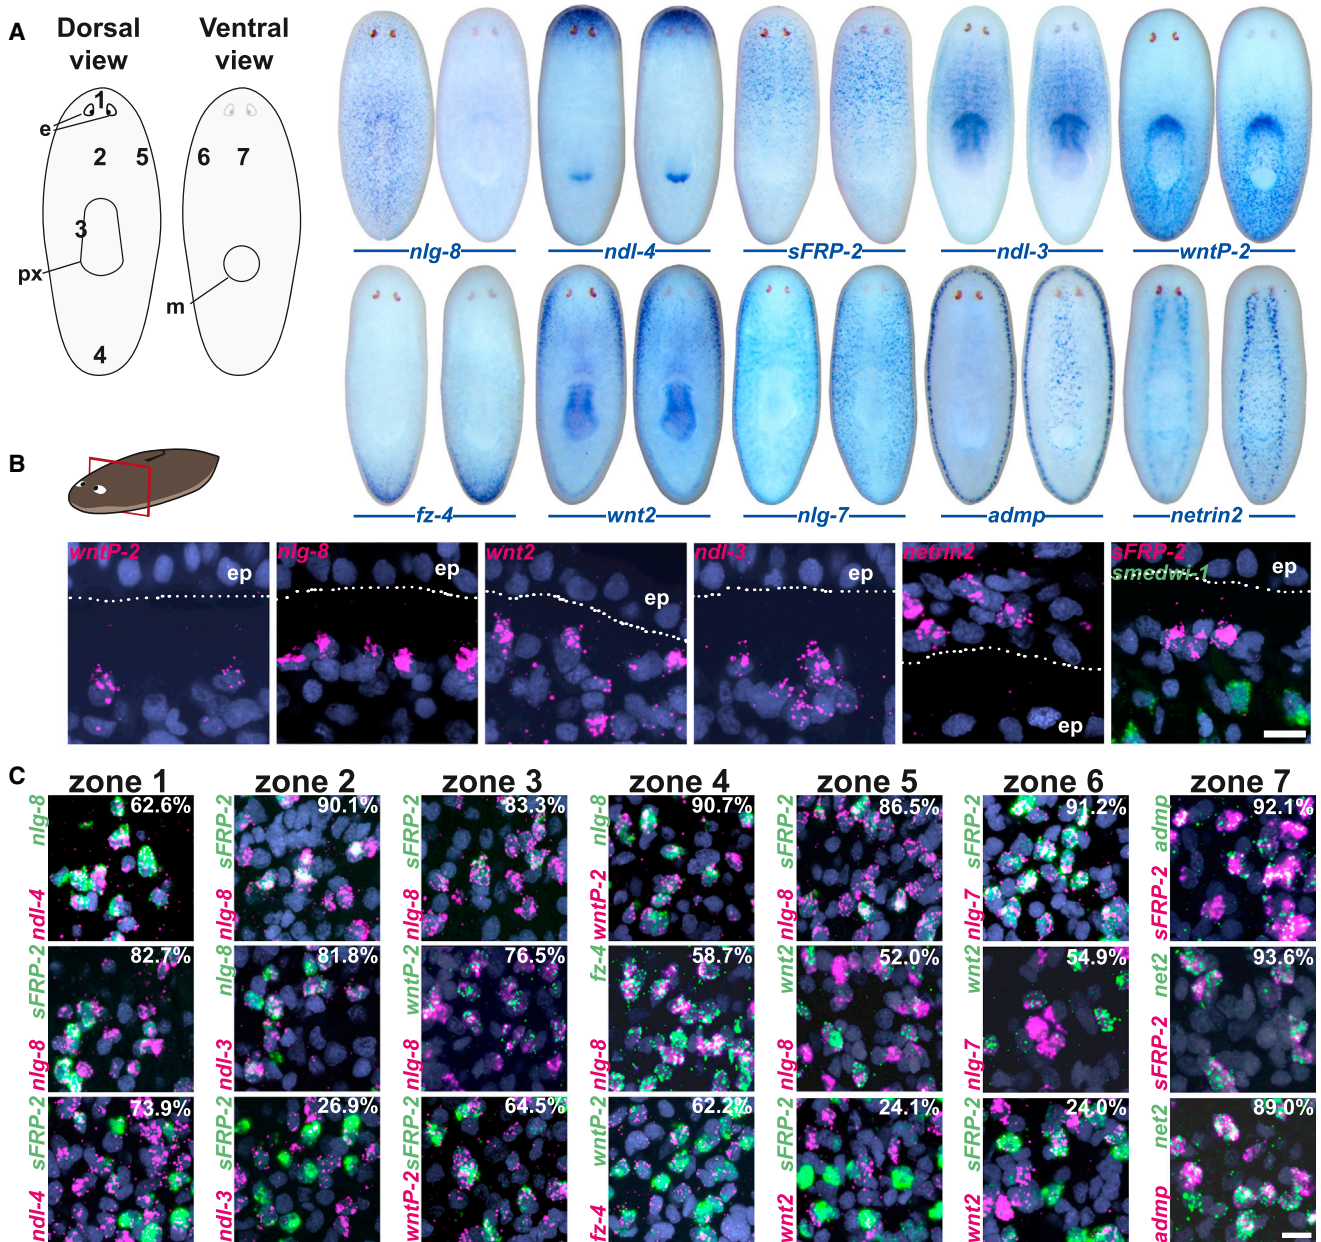 A
Dorsal view
Ventral view
1
e
2
5
6
7
3
px
m
4
nlg-8
ndl-4
sFRP-2
ndl-3
wntP-2
fz-4
wnt2
nlg-7
admp
netrin2
B
wntP-2
ep
nlg-8
ep
wnt2
ep
ndl-3
ep
netrin2
ep
sFRP-2
smedwi-1
ep
C
zone 1
zone 2
zone 3
zone 4
zone 5
zone 6
zone 7
ndl-4 nlg-8
62.6%
nlg-8 sFRP-2
90.1%
nlg-8 sFRP-2
83.3%
wntP-2 nlg-8
90.7%
nlg-8 sFRP-2
86.5%
nlg-7 sFRP-2
91.2%
sFRP-2 admp
92.1%
nlg-8 sFRP-2
82.7%
ndl-3 nlg-8
81.8%
nlg-8 wntP-2
76.5%
nlg-8 fz-4
58.7%
nlg-8 wnt2
52.0%
nlg-7 wnt2
54.9%
sFRP-2 net2
93.6%
ndl-4 sFRP-2
73.9%
ndl-3 sFRP-2
26.9%
wntP-2 sFRP-2
64.5%
fz-4 wntP-2
62.2%
wnt2 sFRP-2
24.1%
wnt2 sFRP-2
24.0%
admp net2
89.0%